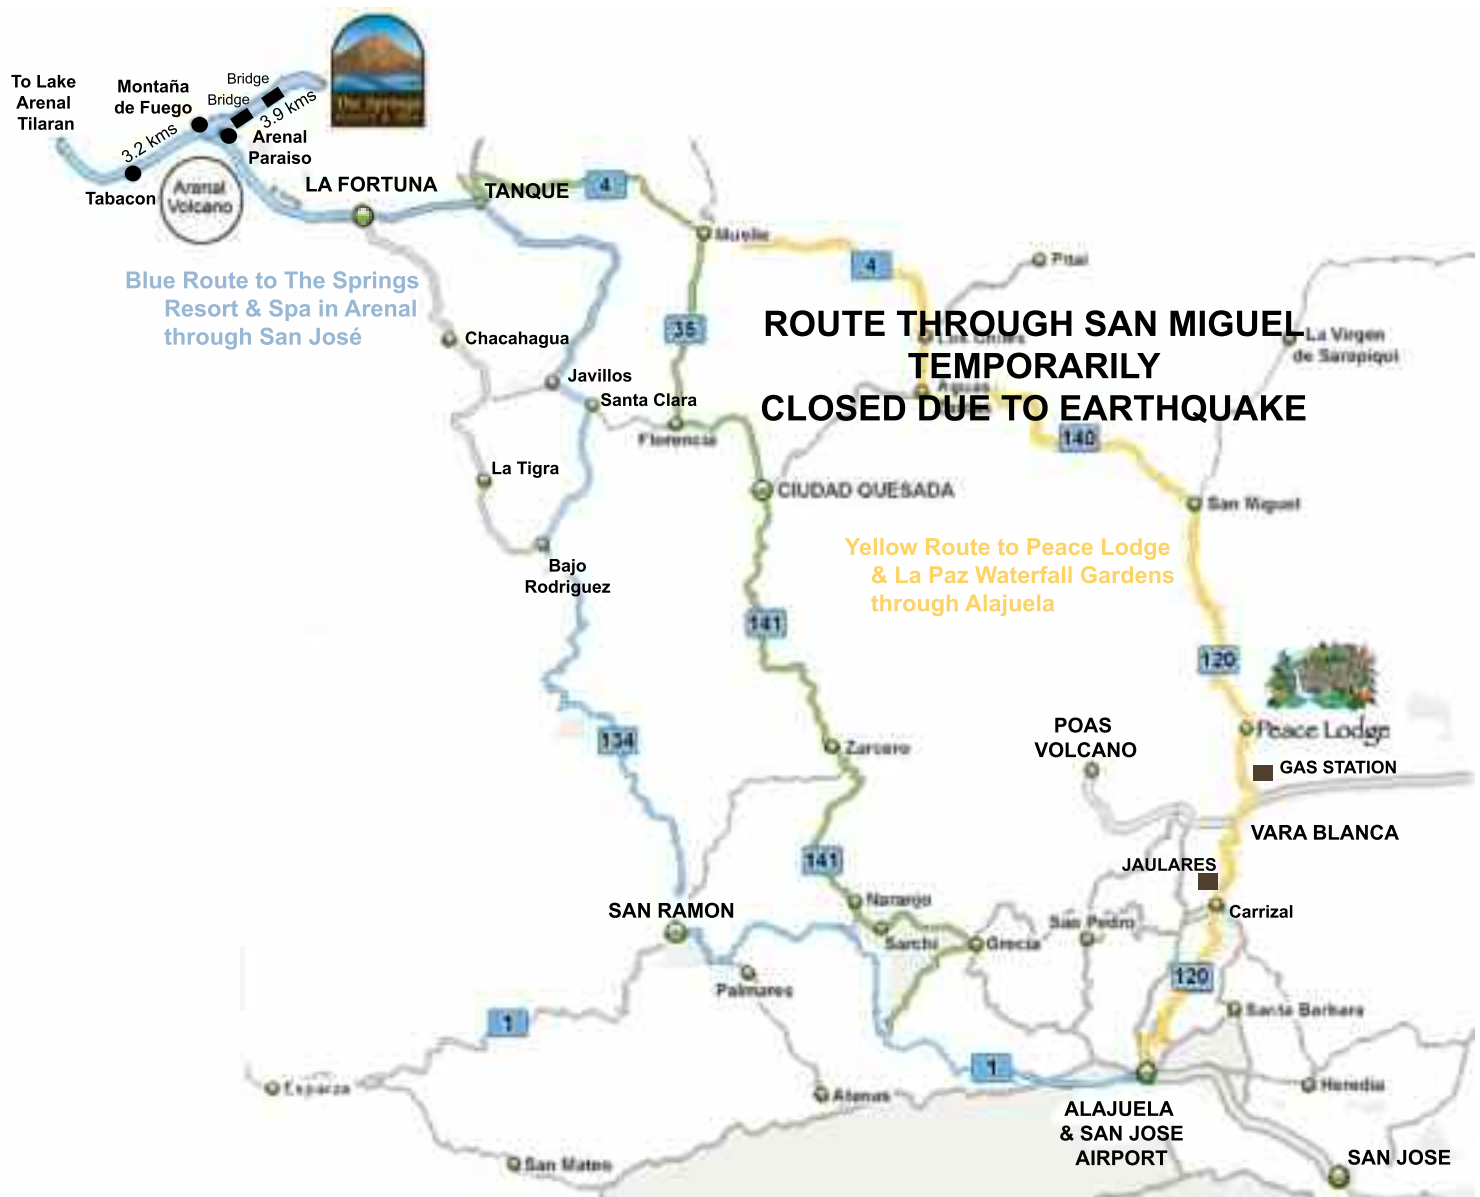 To Lake
Arenal
Tilaran
Montaña
de Fuego
Bridge
Bridge
3.2 kms
3.9 kms
The Springs
Arenal
Paraiso
Tabacon
Arenal
Volcano
LA FORTUNA
TANQUE
4
Muelle
4
Pital
Blue Route to The Springs
Resort & Spa in Arenal
through San José
35
ROUTE THROUGH SAN MIGUEL
TEMPORARILY
CLOSED DUE TO EARTHQUAKE
La Virgen
de Sarapiqui
Chacahagua
Javillos
Santa Clara
Florencia
140
La Tigra
CIUDAD QUESADA
San Miguel
Yellow Route to Peace Lodge
& La Paz Waterfall Gardens
through Alajuela
Bajo
Rodriguez
141
120
Peace Lodge
POAS
VOLCANO
134
Zarcero
GAS STATION
VARA BLANCA
141
JAULARES
SAN RAMON
Naranjo
Sarchi
Grecia
San Pedro
Carrizal
Palmares
120
Santa Barbara
1
1
Esparza
Atenas
Heredia
ALAJUELA
& SAN JOSE
AIRPORT
San Mateo
SAN JOSE